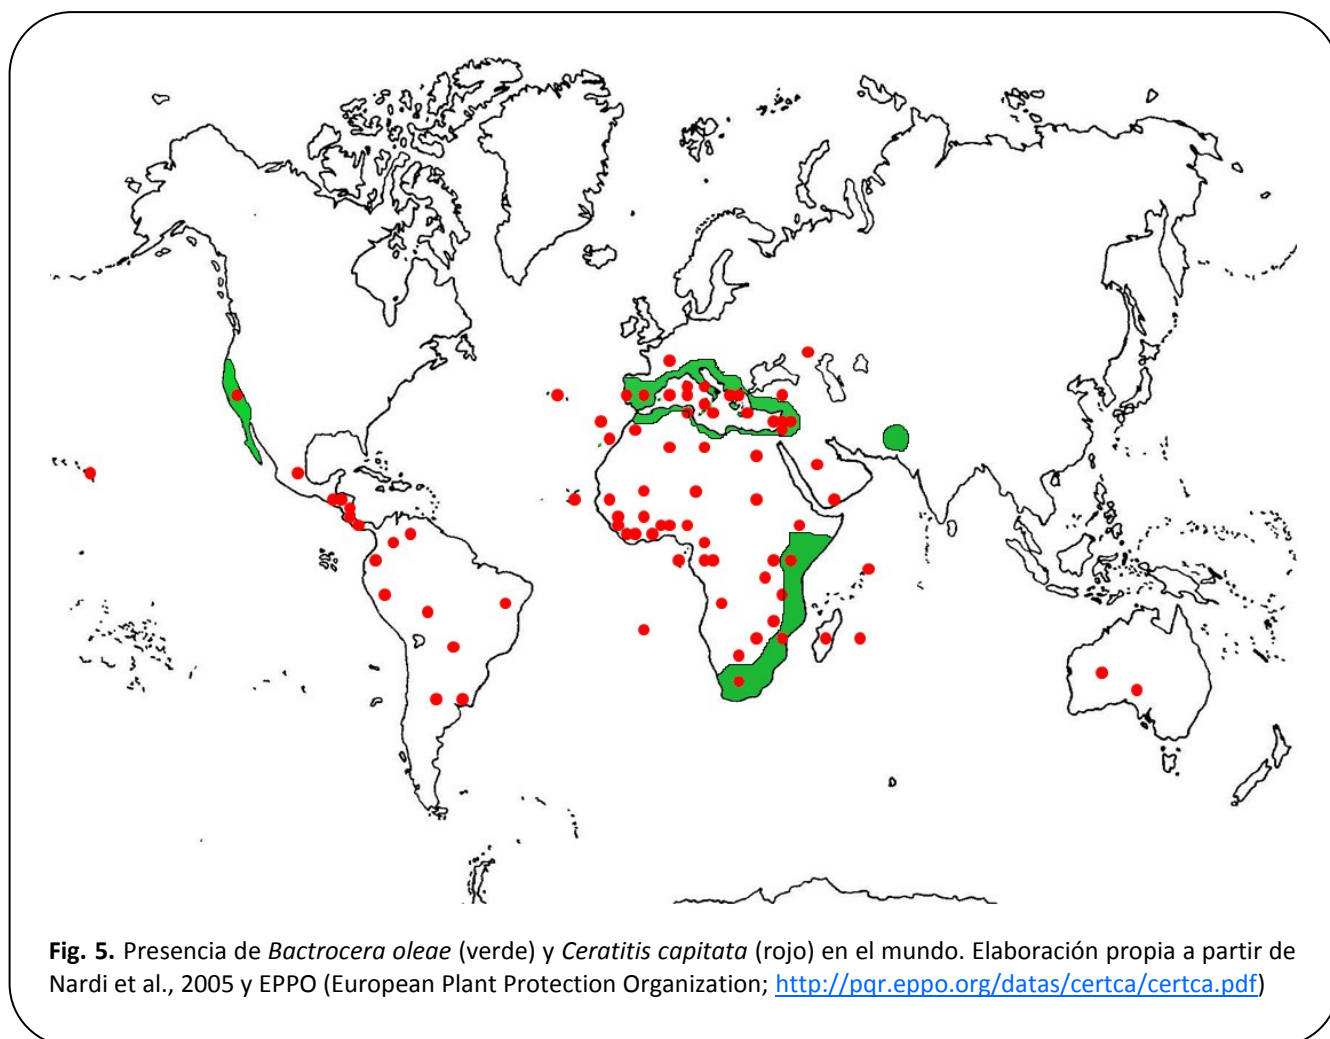 Fig. 5. Presencia de Bactrocera oleae (verde) y Ceratitis capitata (rojo) en el mundo. Elaboración propia a partir de
Nardi et al., 2005 y EPPO (European Plant Protection Organization; http://pqr.eppo.org/datas/certca/certca.pdf)